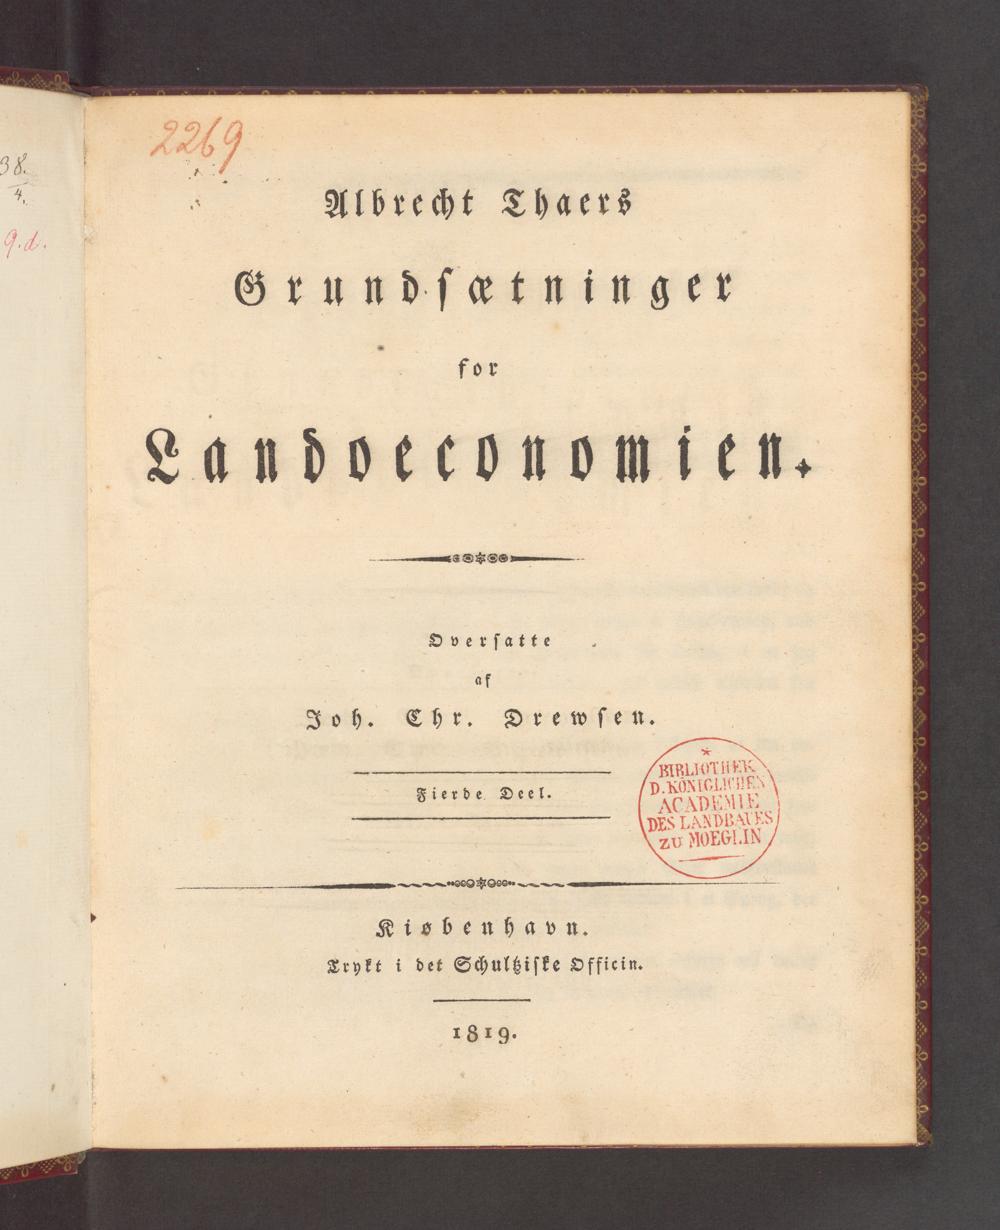 38.
4.
9.d.
2269
Albrecht Thaers
Grundsætninger
for
Landoeconomien.
Oversatte
af
Joh. Chr. Drewsen.
Fierde Deel.
BIBLIOTHEK
D. KÖNIGLICHEN
ACADEMIE
DES LANDBAUES
ZU MOEGLIN
Kiøbenhavn.
Trykt i det Schultziske Officin.
1819.